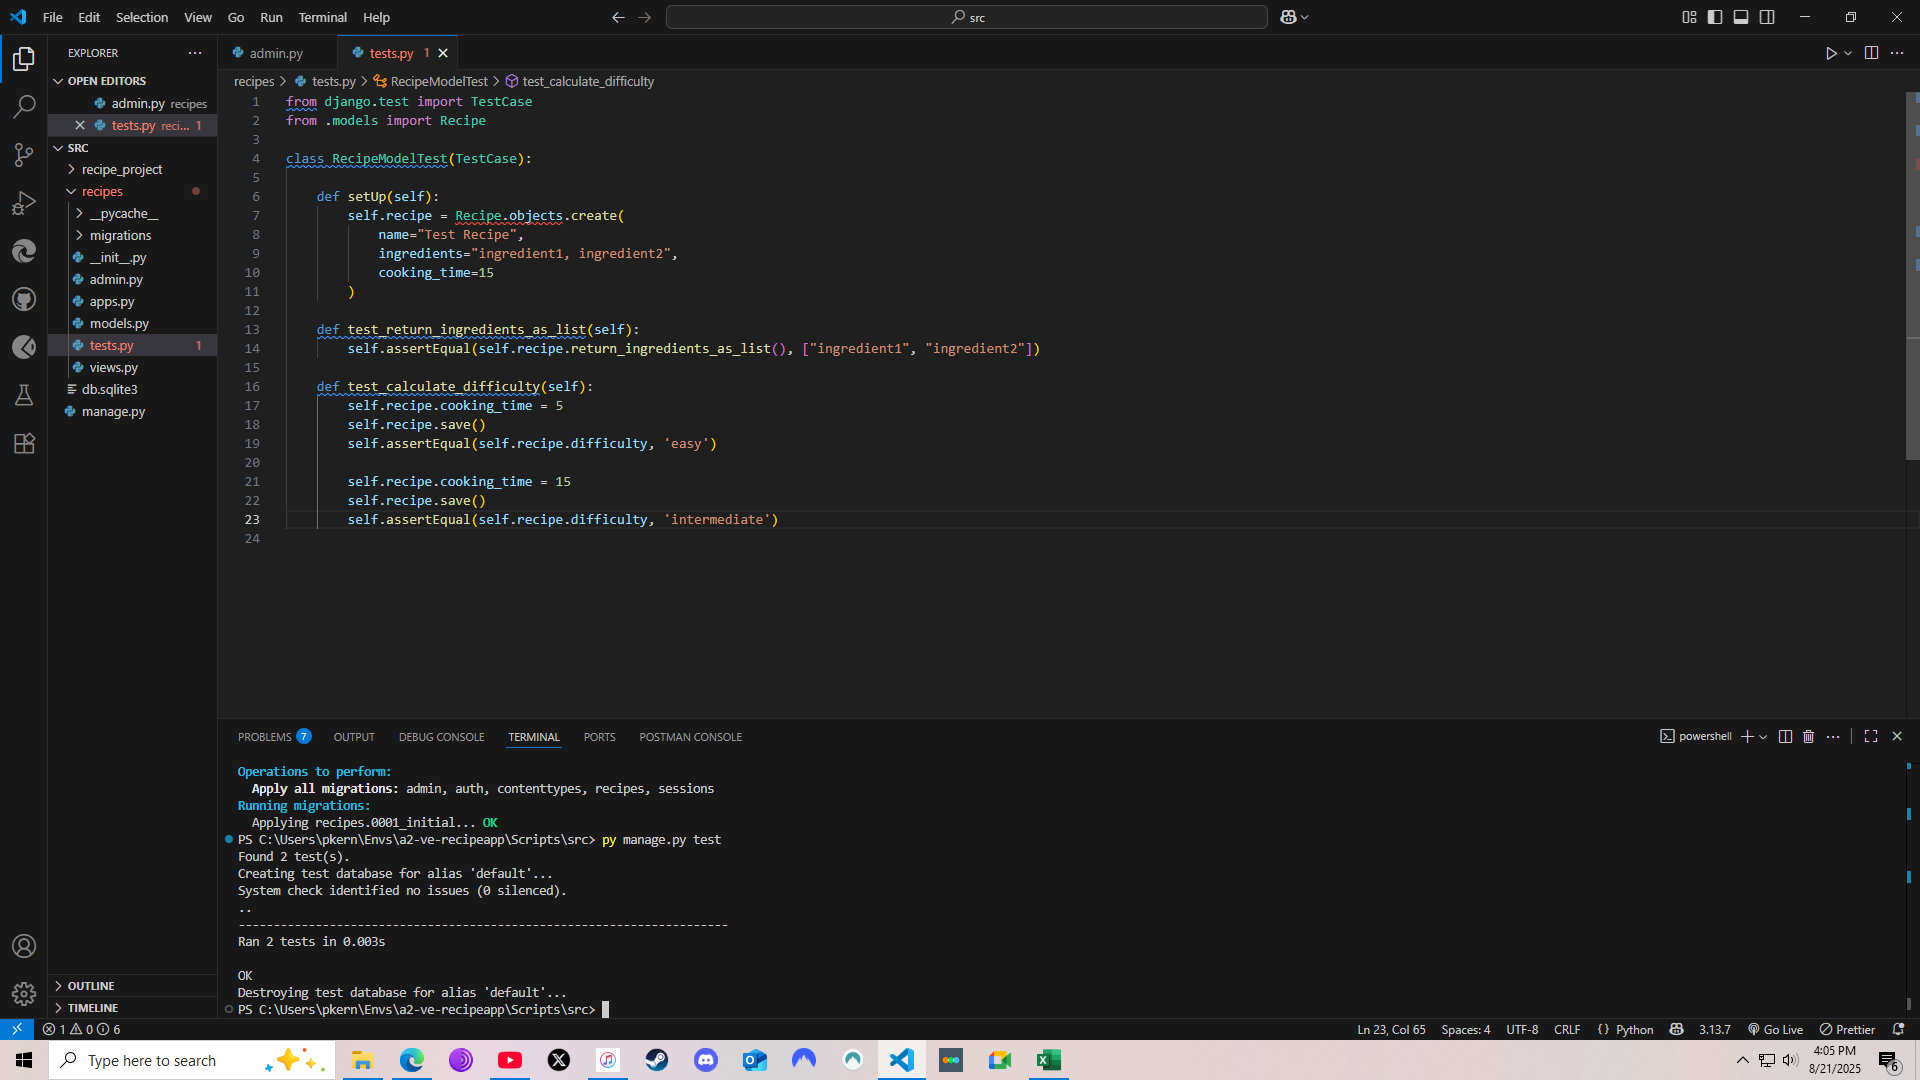 File Edit Selection View Go Run Terminal Help
src
EXPLORER
OPEN EDITORS
admin.py recipes
tests.py reci... 1
SRC
recipe_project
recipes
__pycache__
migrations
__init__.py
admin.py
apps.py
models.py
tests.py 1
views.py
db.sqlite3
manage.py
OUTLINE
TIMELINE
admin.py
tests.py 1
recipes > tests.py > RecipeModelTest > test_calculate_difficulty
1 from django.test import TestCase
2 from .models import Recipe
3
4 class RecipeModelTest(TestCase):
5
6 def setUp(self):
7 self.recipe = Recipe.objects.create(
8 name="Test Recipe",
9 ingredients="ingredient1, ingredient2",
10 cooking_time=15
11 )
12
13 def test_return_ingredients_as_list(self):
14 self.assertEqual(self.recipe.return_ingredients_as_list(), ["ingredient1", "ingredient2"])
15
16 def test_calculate_difficulty(self):
17 self.recipe.cooking_time = 5
18 self.recipe.save()
19 self.assertEqual(self.recipe.difficulty, 'easy')
20
21 self.recipe.cooking_time = 15
22 self.recipe.save()
23 self.assertEqual(self.recipe.difficulty, 'intermediate')
24
PROBLEMS 7 OUTPUT DEBUG CONSOLE TERMINAL PORTS POSTMAN CONSOLE
powershell
Operations to perform:
Apply all migrations: admin, auth, contenttypes, recipes, sessions
Running migrations:
Applying recipes.0001_initial... OK
PS C:\Users\pkern\Envs\a2-ve-recipeapp\Scripts\src> py manage.py test
Found 2 test(s).
Creating test database for alias 'default'...
System check identified no issues (0 silenced).
..
----------------------------------------------------------------------
Ran 2 tests in 0.003s
OK
Destroying test database for alias 'default'...
PS C:\Users\pkern\Envs\a2-ve-recipeapp\Scripts\src>
1 0 6
Ln 23, Col 65 Spaces: 4 UTF-8 CRLF {} Python 3.13.7 Go Live Prettier
Type here to search
4:05 PM
8/21/2025
6